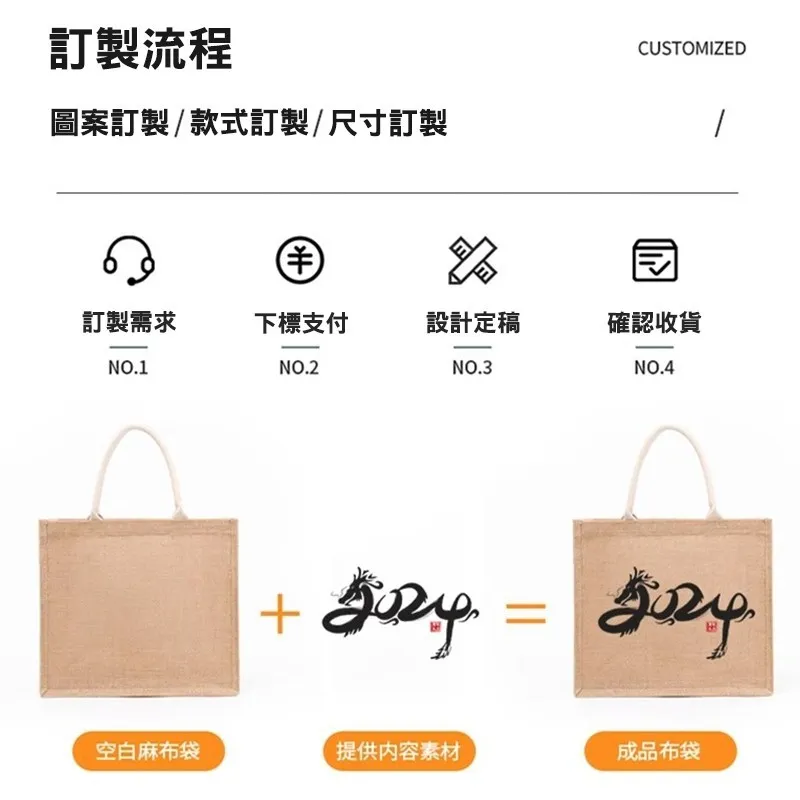 訂製流程
CUSTOMIZED
圖案訂製/款式訂製/尺寸訂製 /
訂製需求 下標支付 設計定稿 確認收貨
NO.1 NO.2 NO.3 NO.4
2024 2024
空白麻布袋 提供内容素材 成品布袋